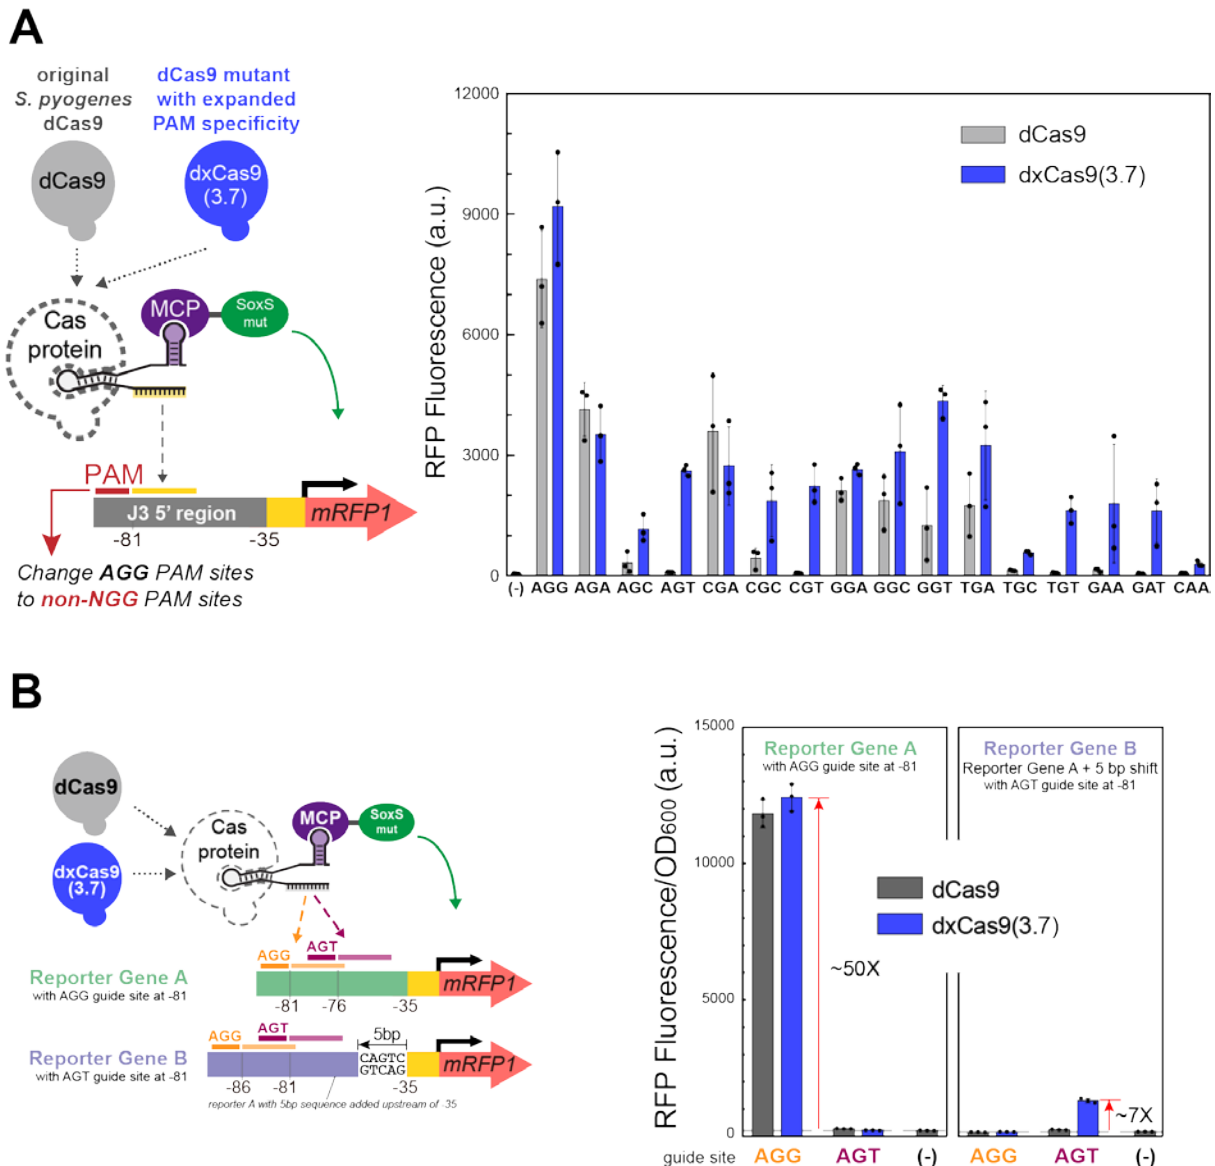 A
original
S. pyogenes
dCas9
dCas9 mutant
with expanded
PAM specificity
dCas9
dxCas9
(3.7)
Cas
protein
MCP
SoxS
mut
PAM
J3 5' region
mRFP1
-81
-35
Change AGG PAM sites
to non-NGG PAM sites
RFP Fluorescence (a.u.)
12000
9000
6000
3000
0
dCas9
dxCas9(3.7)
(-) AGG AGA AGC AGT CGA CGC CGT GGA GGC GGT TGA TGC TGT GAA GAT CAA
B
dCas9
dxCas9
(3.7)
Cas
protein
MCP
SoxS
mut
AGG
AGT
Reporter Gene A
with AGG guide site at -81
mRFP1
-81
-76
-35
AGG
AGT
5bp
Reporter Gene B
with AGT guide site at -81
CAGTC
GTCAG
mRFP1
-86
-81
-35
reporter A with 5bp sequence added upstream of -35
RFP Fluorescence/OD600 (a.u.)
15000
10000
5000
0
Reporter Gene A
with AGG guide site at -81
Reporter Gene B
Reporter Gene A + 5 bp shift
with AGT guide site at -81
dCas9
dxCas9(3.7)
~50X
~7X
guide site AGG AGT (-) AGG AGT (-)